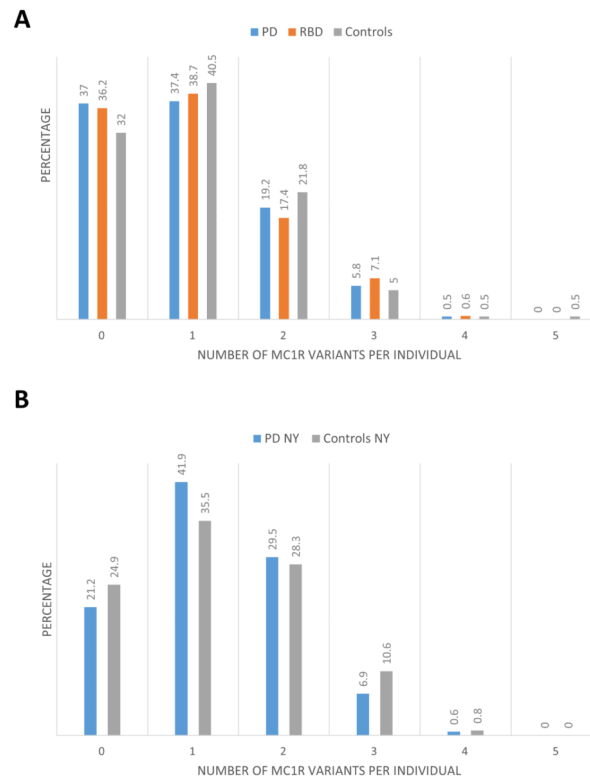 A
PD RBD Controls
PERCENTAGE
37 36.2 32 37.4 38.7 40.5 19.2 17.4 21.8 5.8 7.1 5 0.5 0.6 0.5 0 0 0.5
0 1 2 3 4 5
NUMBER OF MC1R VARIANTS PER INDIVIDUAL
B
PD NY Controls NY
PERCENTAGE
21.2 24.9 41.9 35.5 29.5 28.3 6.9 10.6 0.6 0.8 0 0
0 1 2 3 4 5
NUMBER OF MC1R VARIANTS PER INDIVIDUAL